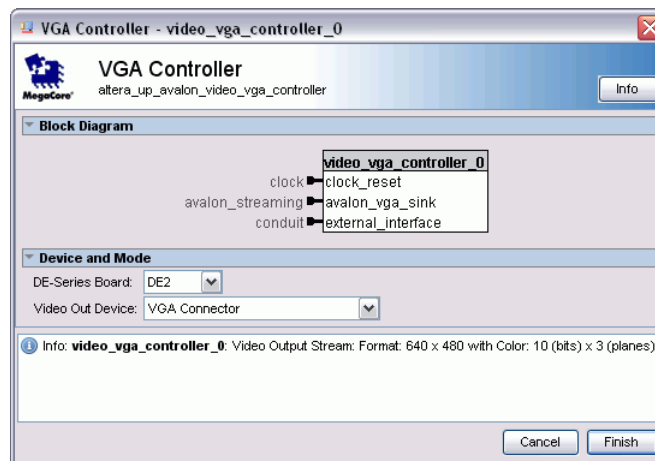 VGA Controller - video_vga_controller_0
VGA Controller
altera_up_avalon_video_vga_controller
MegaCore®
Info
Block Diagram
video_vga_controller_0
clock clock_reset
avalon_streaming avalon_vga_sink
conduit external_interface
Device and Mode
DE-Series Board: DE2
Video Out Device: VGA Connector
Info: video_vga_controller_0: Video Output Stream: Format: 640 x 480 with Color: 10 (bits) x 3 (planes)
Cancel Finish